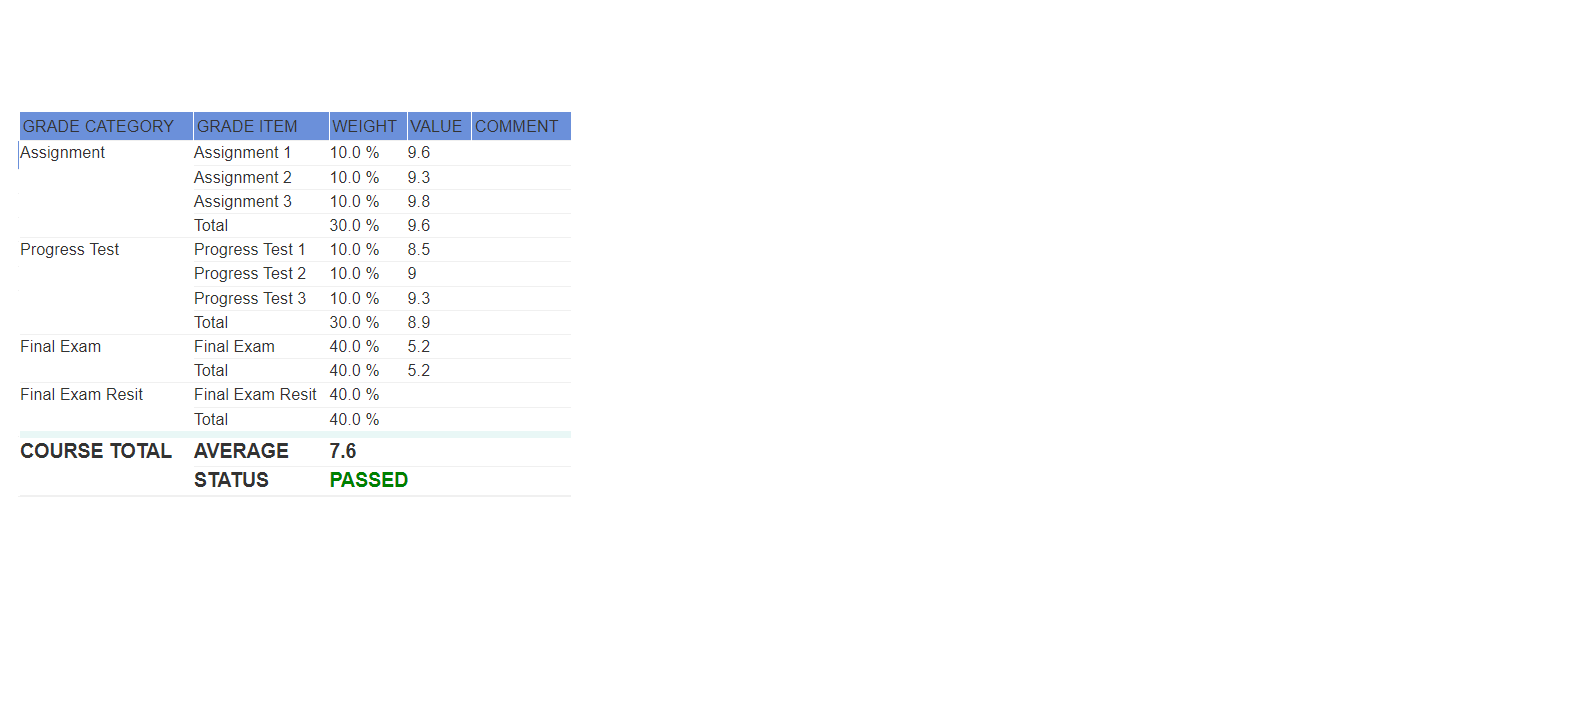 GRADE CATEGORY GRADE ITEM WEIGHT VALUE COMMENT
Assignment Assignment 1 10.0 % 9.6
Assignment 2 10.0 % 9.3
Assignment 3 10.0 % 9.8
Total 30.0 % 9.6
Progress Test Progress Test 1 10.0 % 8.5
Progress Test 2 10.0 % 9
Progress Test 3 10.0 % 9.3
Total 30.0 % 8.9
Final Exam Final Exam 40.0 % 5.2
Total 40.0 % 5.2
Final Exam Resit Final Exam Resit 40.0 %
Total 40.0 %
COURSE TOTAL AVERAGE 7.6
STATUS PASSED